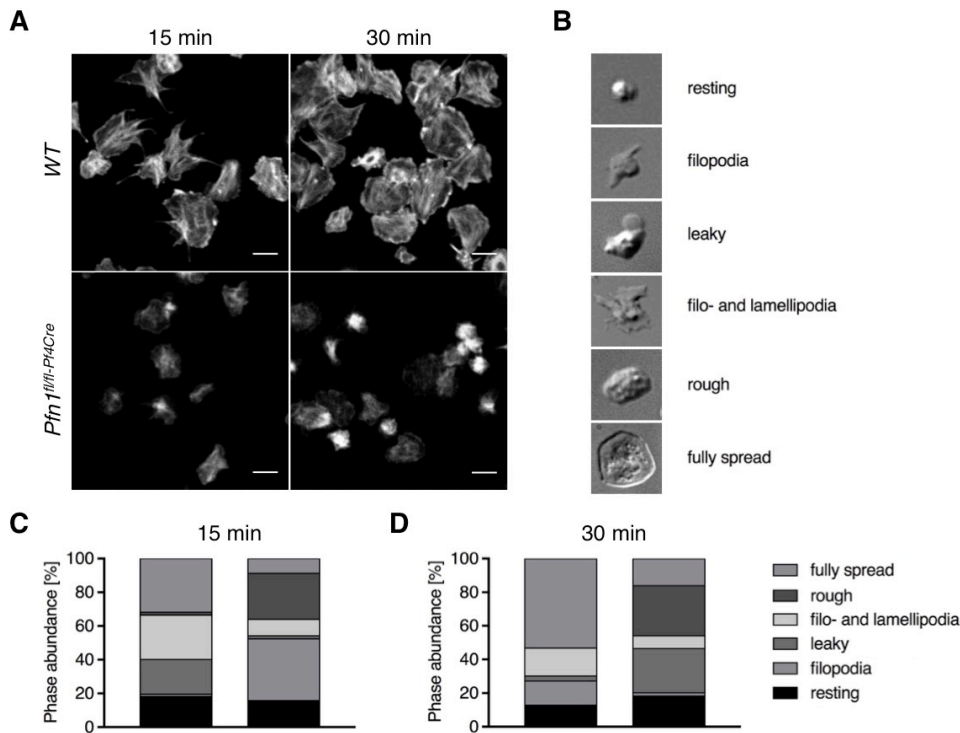 A
15 min
30 min
WT
Pfn1fl/fl-Pf4Cre
B
resting
filopodia
leaky
filo- and lamellipodia
rough
fully spread
C
15 min
Phase abundance [%]
100
80
60
40
20
0
D
30 min
Phase abundance [%]
100
80
60
40
20
0
fully spread
rough
filo- and lamellipodia
leaky
filopodia
resting